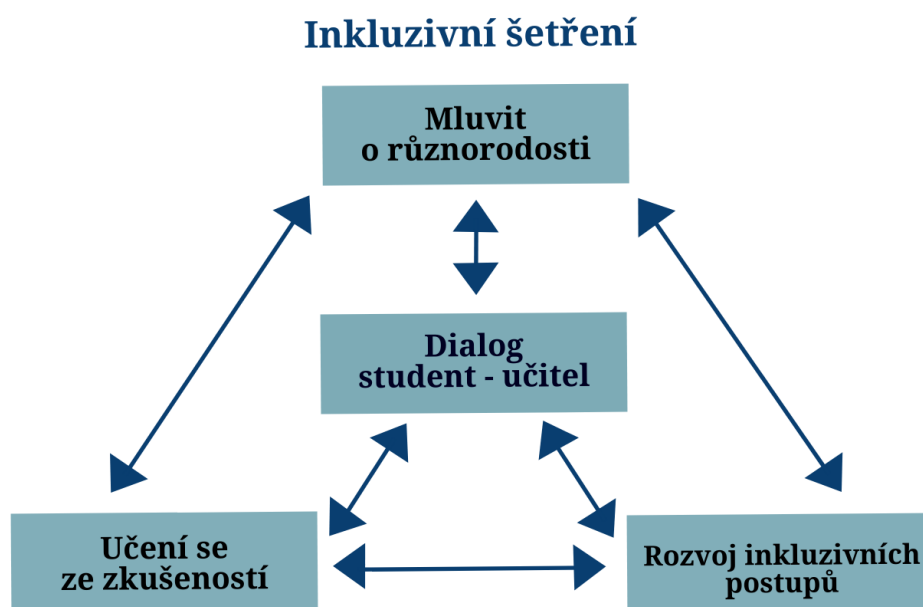 Inkluzivní šetření
Mluvit
o různorodosti
Dialog
student - učitel
Učení se
ze zkušeností
Rozvoj inkluzivních
postupů